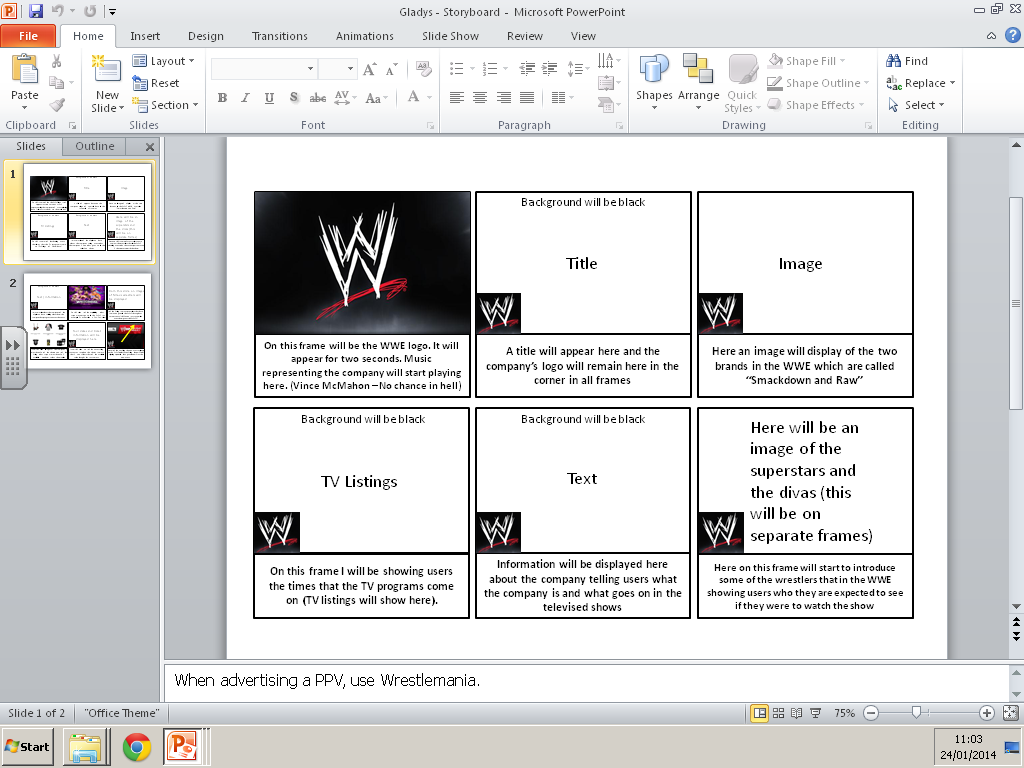 Gladys - Storyboard - Microsoft PowerPoint
File Home Insert Design Transitions Animations Slide Show Review View
Paste
New
Slide
Layout
Reset
Section
B I U S abc AV Aa A
A A
Shapes Arrange Quick
Styles
Shape Fill
Shape Outline
Shape Effects
Find
Replace
Select
Clipboard Slides Font Paragraph Drawing Editing
Slides Outline
1
2
On this frame will be the WWE logo. It will
appear for two seconds. Music
representing the company will start playing
here. (Vince McMahon – No chance in hell)
Background will be black
Title
A title will appear here and the
company's logo will remain here in the
corner in all frames
Image
Here an image will display of the two
brands in the WWE which are called
“Smackdown and Raw”
Background will be black
TV Listings
On this frame I will be showing users
the times that the TV programs come
on (TV listings will show here).
Background will be black
Text
Information will be displayed here
about the company telling users what
the company is and what goes on in the
televised shows
Here will be an
image of the
superstars and
the divas (this
will be on
separate frames)
Here on this frame will start to introduce
some of the wrestlers that in the WWE
showing users who they are expected to see
if they were to watch the show
When advertising a PPV, use Wrestlemania.
Slide 1 of 2 "Office Theme" 75%
Start
11:03
24/01/2014